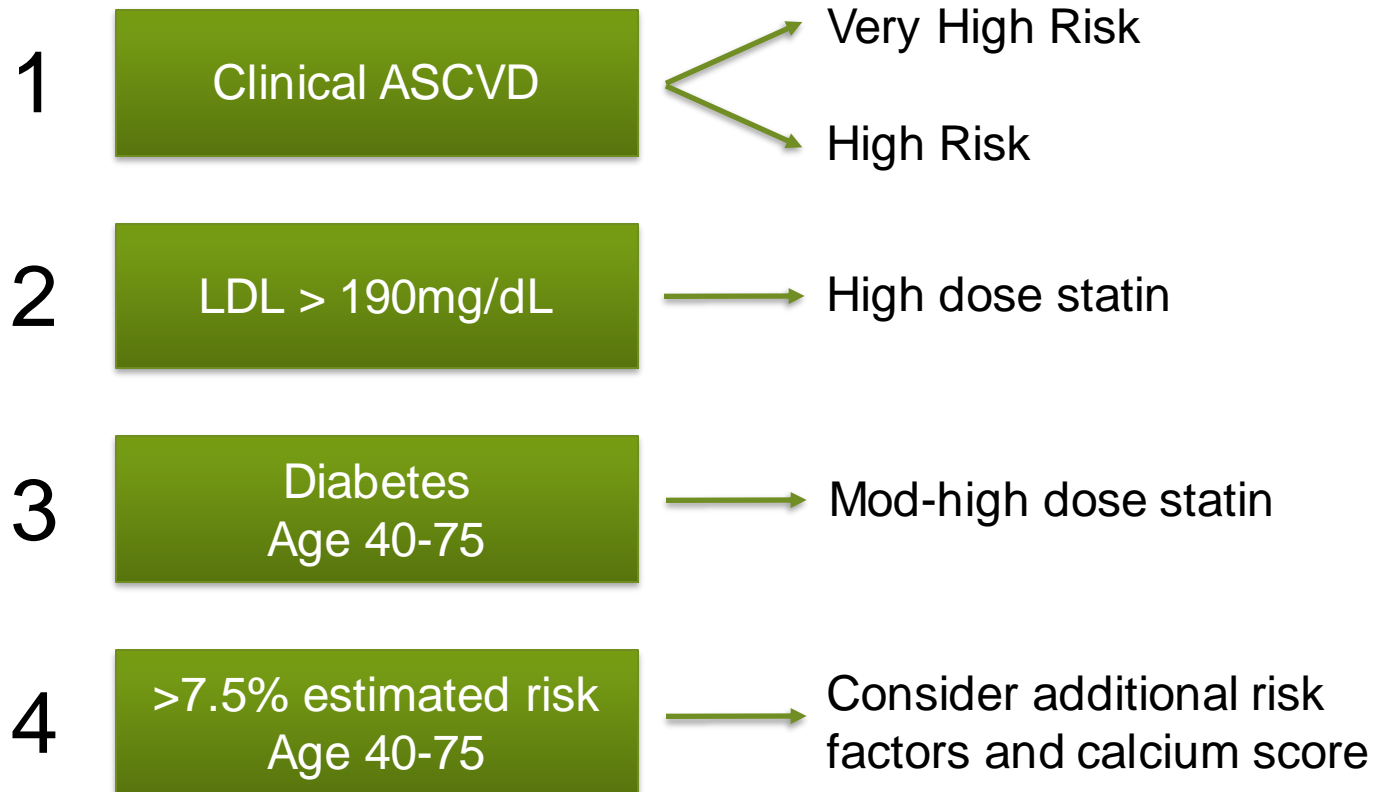 1
Clinical ASCVD
Very High Risk
High Risk
2
LDL > 190mg/dL
High dose statin
3
Diabetes
Age 40-75
Mod-high dose statin
4
>7.5% estimated risk
Age 40-75
Consider additional risk
factors and calcium score